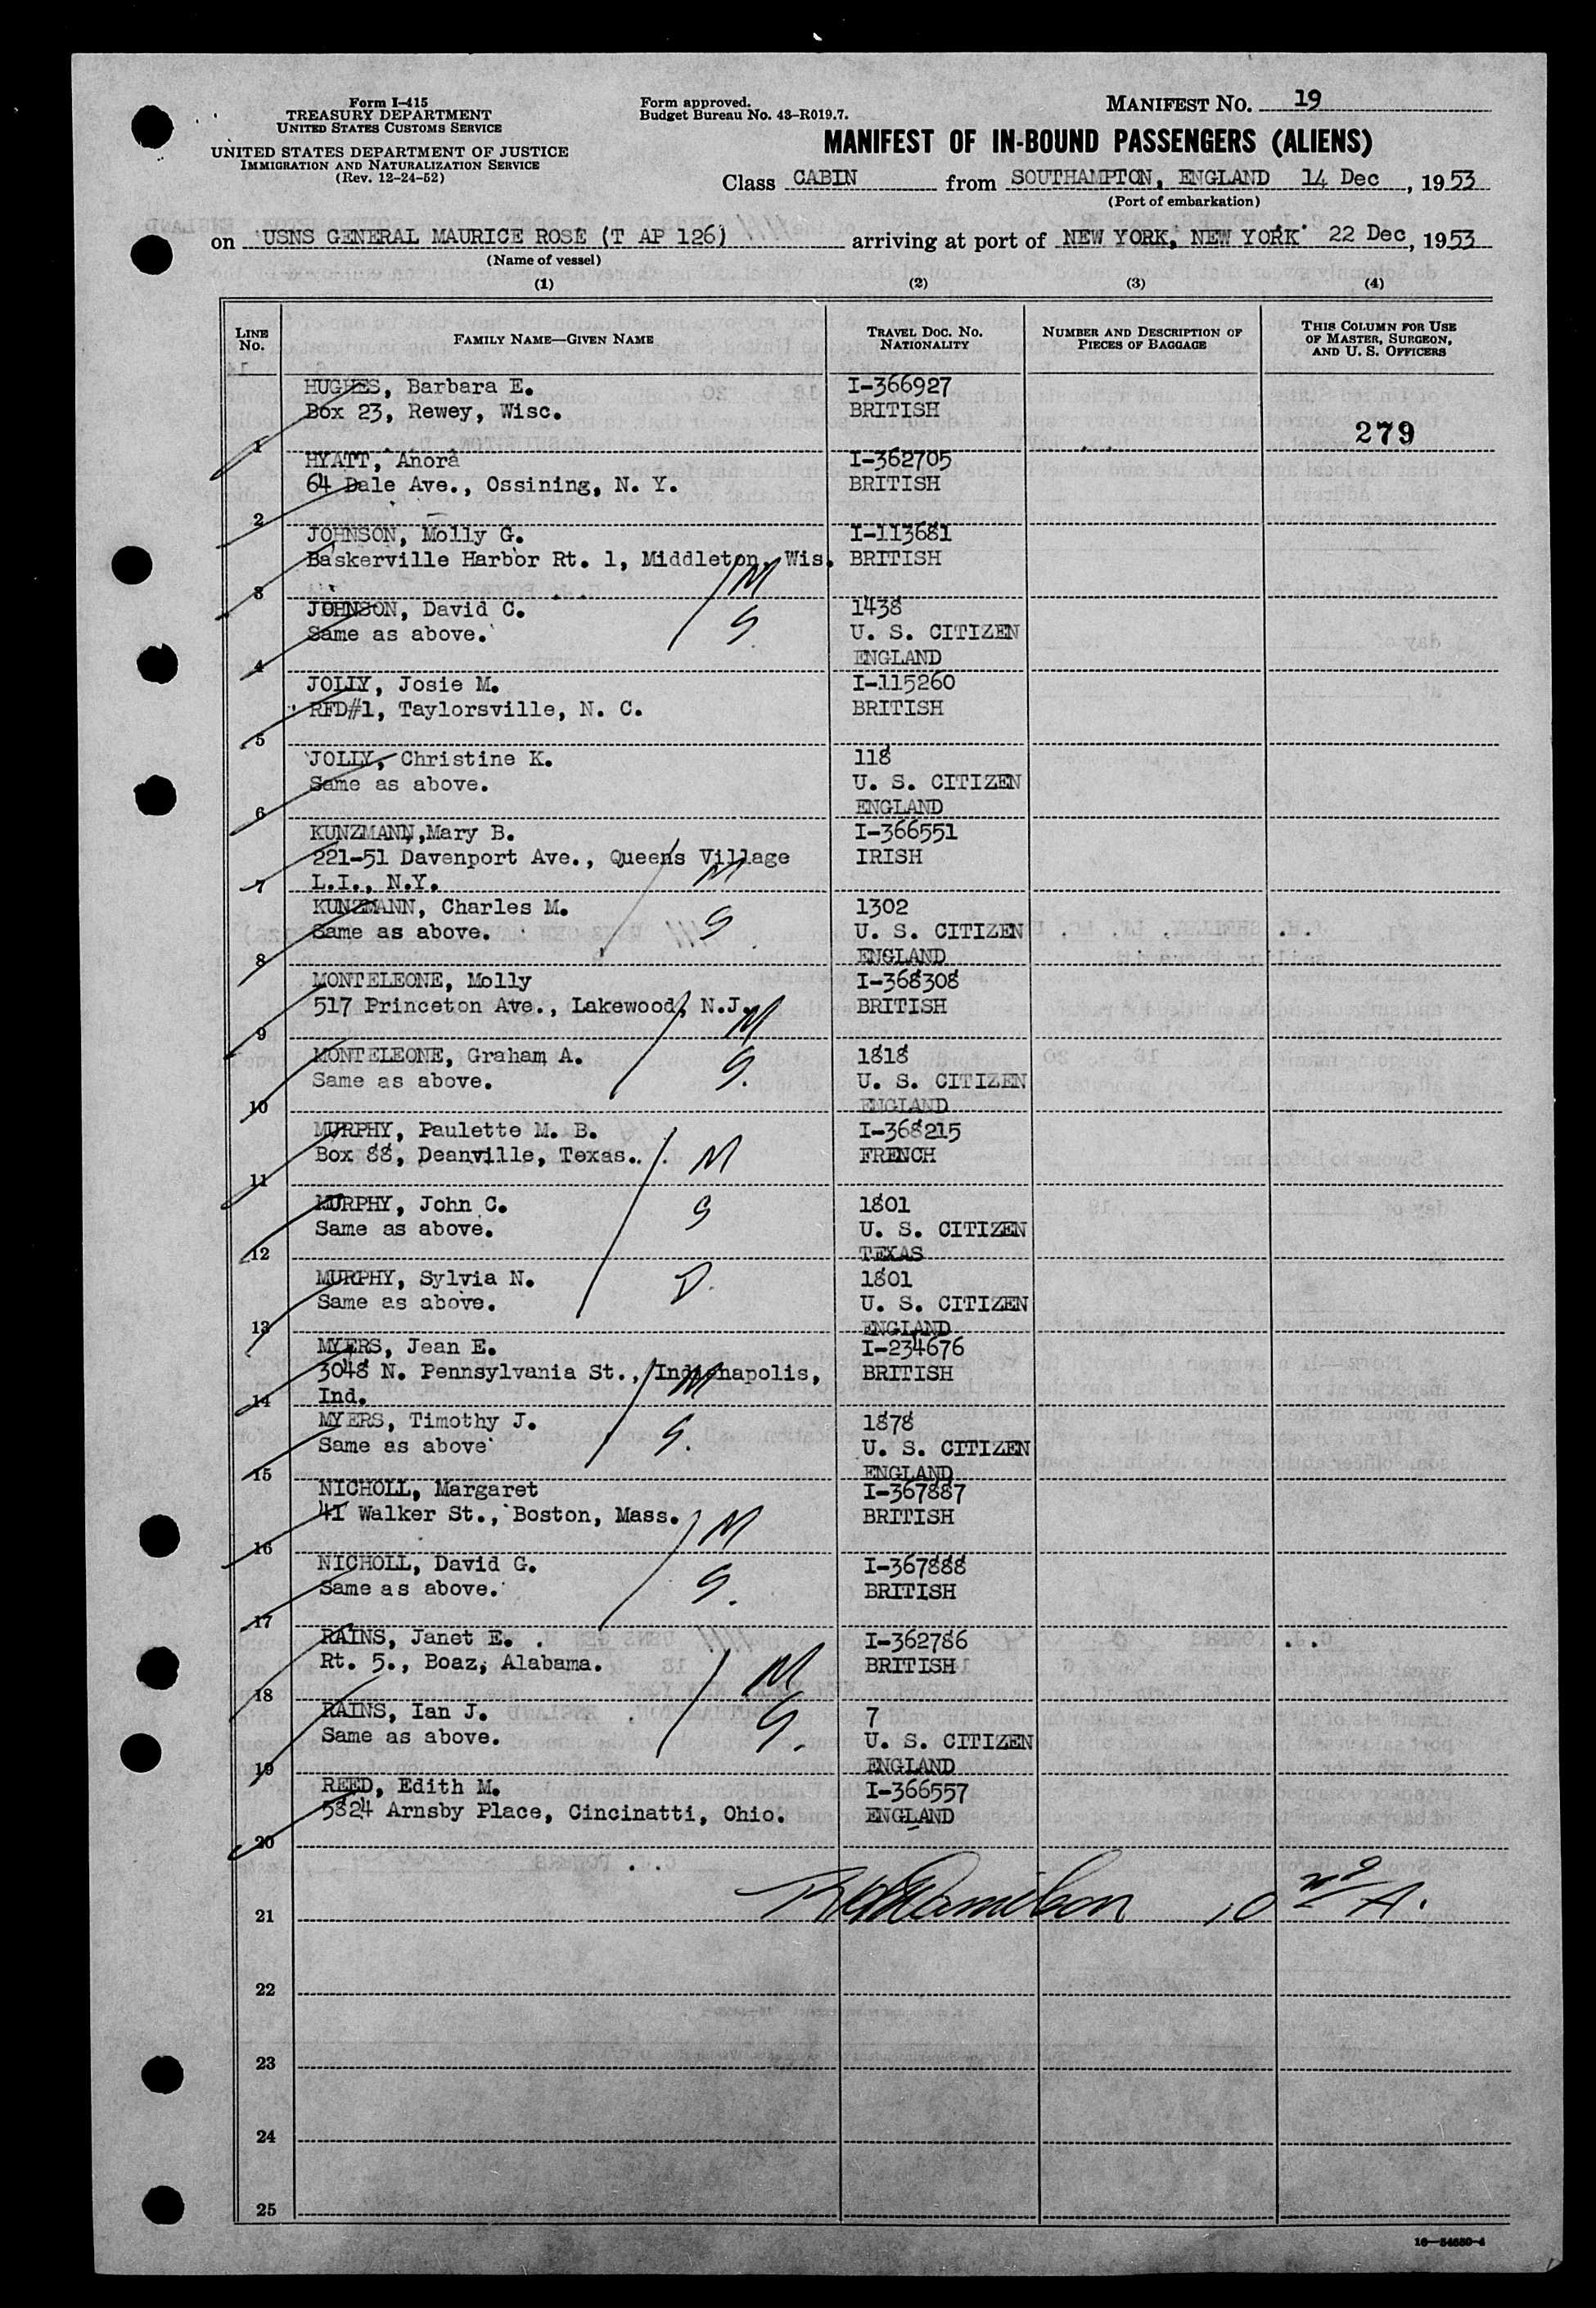 Form I-415
TREASURY DEPARTMENT
UNITED STATES CUSTOMS SERVICE
UNITED STATES DEPARTMENT OF JUSTICE
IMMIGRATION AND NATURALIZATION SERVICE
(Rev. 12-24-52)
Form approved.
Budget Bureau No. 43-R019.7.
MANIFEST NO. 19
MANIFEST OF IN-BOUND PASSENGERS (ALIENS)
Class CABIN from SOUTHAMPTON, ENGLAND 14 Dec, 1953
(Port of embarkation)
on USNS GENERAL MAURICE ROSE (T AP 126) arriving at port of NEW YORK, NEW YORK 22 Dec, 1953
(Name of vessel)
(1) (2) (3) (4)
LINE NO.
FAMILY NAME—GIVEN NAME
TRAVEL DOC. NO. NATIONALITY
NUMBER AND DESCRIPTION OF PIECES OF BAGGAGE
THIS COLUMN FOR USE OF MASTER, SURGEON, AND U. S. OFFICERS
HUGHES, Barbara E. I-366927
Box 23, Rewey, Wisc. BRITISH
279
1
HYATT, Anora I-362705
64 Dale Ave., Ossining, N. Y. BRITISH
2
JOHNSON, Molly G. I-113681
Baskerville Harbor Rt. 1, Middleton, Wis. BRITISH
3 M
JOHNSON, David C. 1438
Same as above. S U. S. CITIZEN
4 ENGLAND
JOLLY, Josie M. I-115260
RFD#1, Taylorsville, N. C. BRITISH
5
JOLLY, Christine K. 118
Same as above. U. S. CITIZEN
6 ENGLAND
KUNZMANN,Mary B. I-366551
221-51 Davenport Ave., Queens Village IRISH
7 L.I., N.Y. M
KUNZMANN, Charles M. 1302
Same as above. S U. S. CITIZEN
8 ENGLAND
MONTELEONE, Molly I-368308
517 Princeton Ave., Lakewood, N.J. BRITISH
9 M
MONTELEONE, Graham A. 1818
Same as above. S. U. S. CITIZEN
10 ENGLAND
MURPHY, Paulette M. B. I-368215
Box 88, Deanville, Texas. M FRENCH
11
MURPHY, John C. 1801
Same as above. S U. S. CITIZEN
12 TEXAS
MURPHY, Sylvia N. 1801
Same as above. D. U. S. CITIZEN
13 ENGLAND
MYERS, Jean E. I-234676
3048 N. Pennsylvania St., Indianapolis, BRITISH
14 Ind. M
MYERS, Timothy J. 1878
Same as above S. U. S. CITIZEN
15 ENGLAND
NICHOLL, Margaret I-367887
41 Walker St., Boston, Mass. M BRITISH
16
NICHOLL, David G. I-367888
Same as above. S. BRITISH
17
RAINS, Janet E. I-362786
Rt. 5., Boaz, Alabama. M BRITISH
18
RAINS, Ian J. 7
Same as above. S. U. S. CITIZEN
19 ENGLAND
REED, Edith M. I-366557
5824 Arnsby Place, Cincinatti, Ohio. ENGLAND
20
21
22
23
24
25
16—54650-4